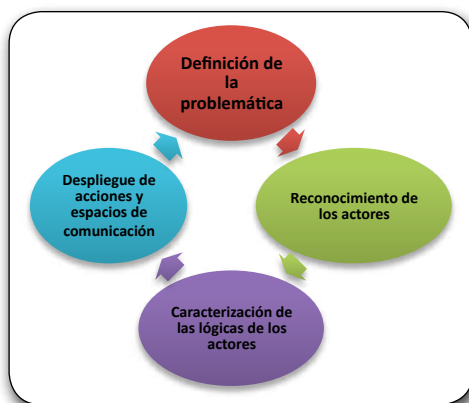 Definición de
la
problemática
Reconocimiento de
los actores
Caracterización de
las lógicas de los
actores
Despliegue de
acciones y
espacios de
comunicación